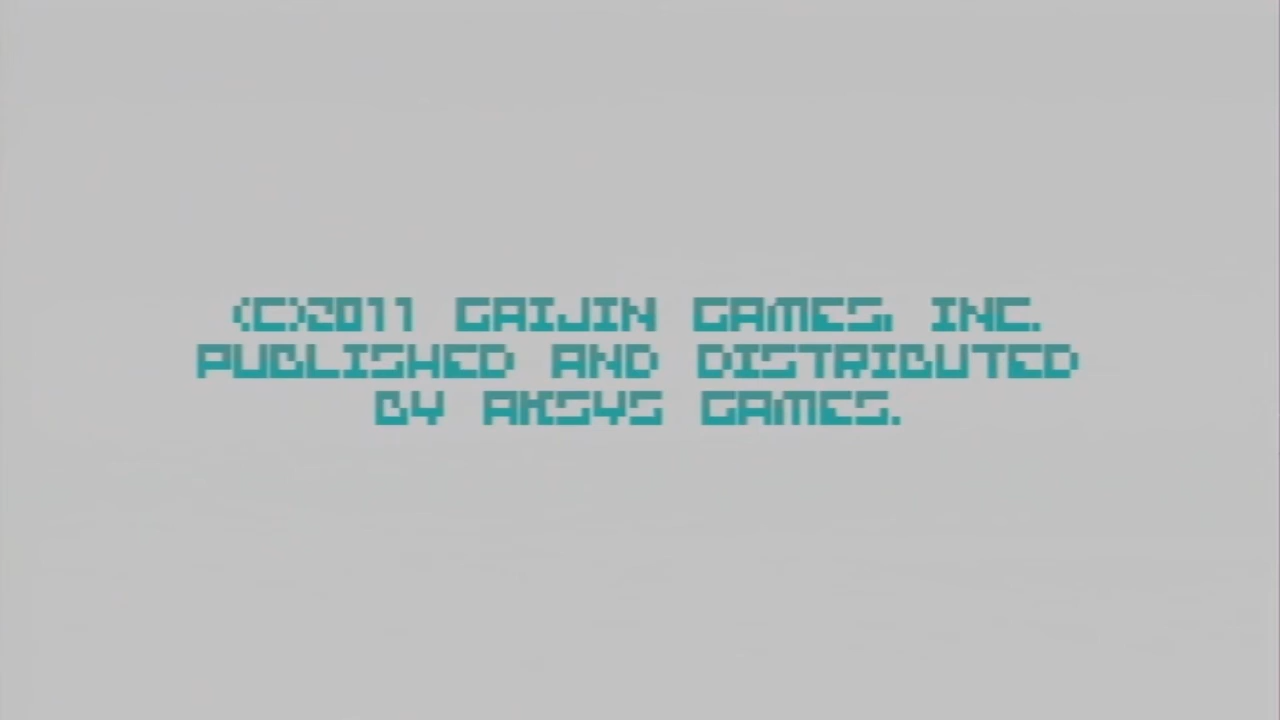 (C)2011 GAIJIN GAMES, INC.
PUBLISHED AND DISTRIBUTED
BY AKSYS GAMES.